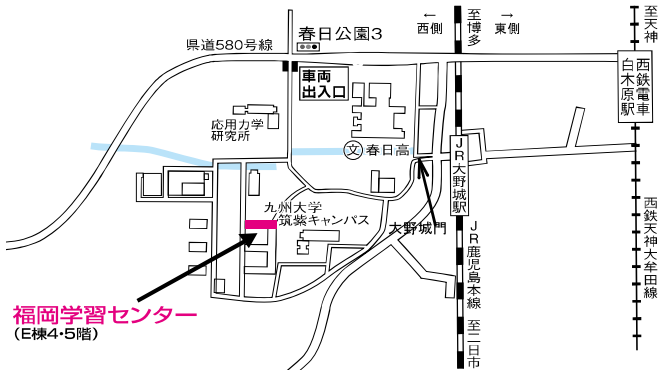 ←
西側
至博多
→
東側
至天神
春日公園3
県道580号線
車両
出入口
西鉄電車
白木原駅
応用力学
研究所
文
春日高
JR大野城駅
九州大学
筑紫キャンパス
大野城門
西鉄天神大牟田線
JR鹿児島本線
至二日市
福岡学習センター
(E棟4・5階)